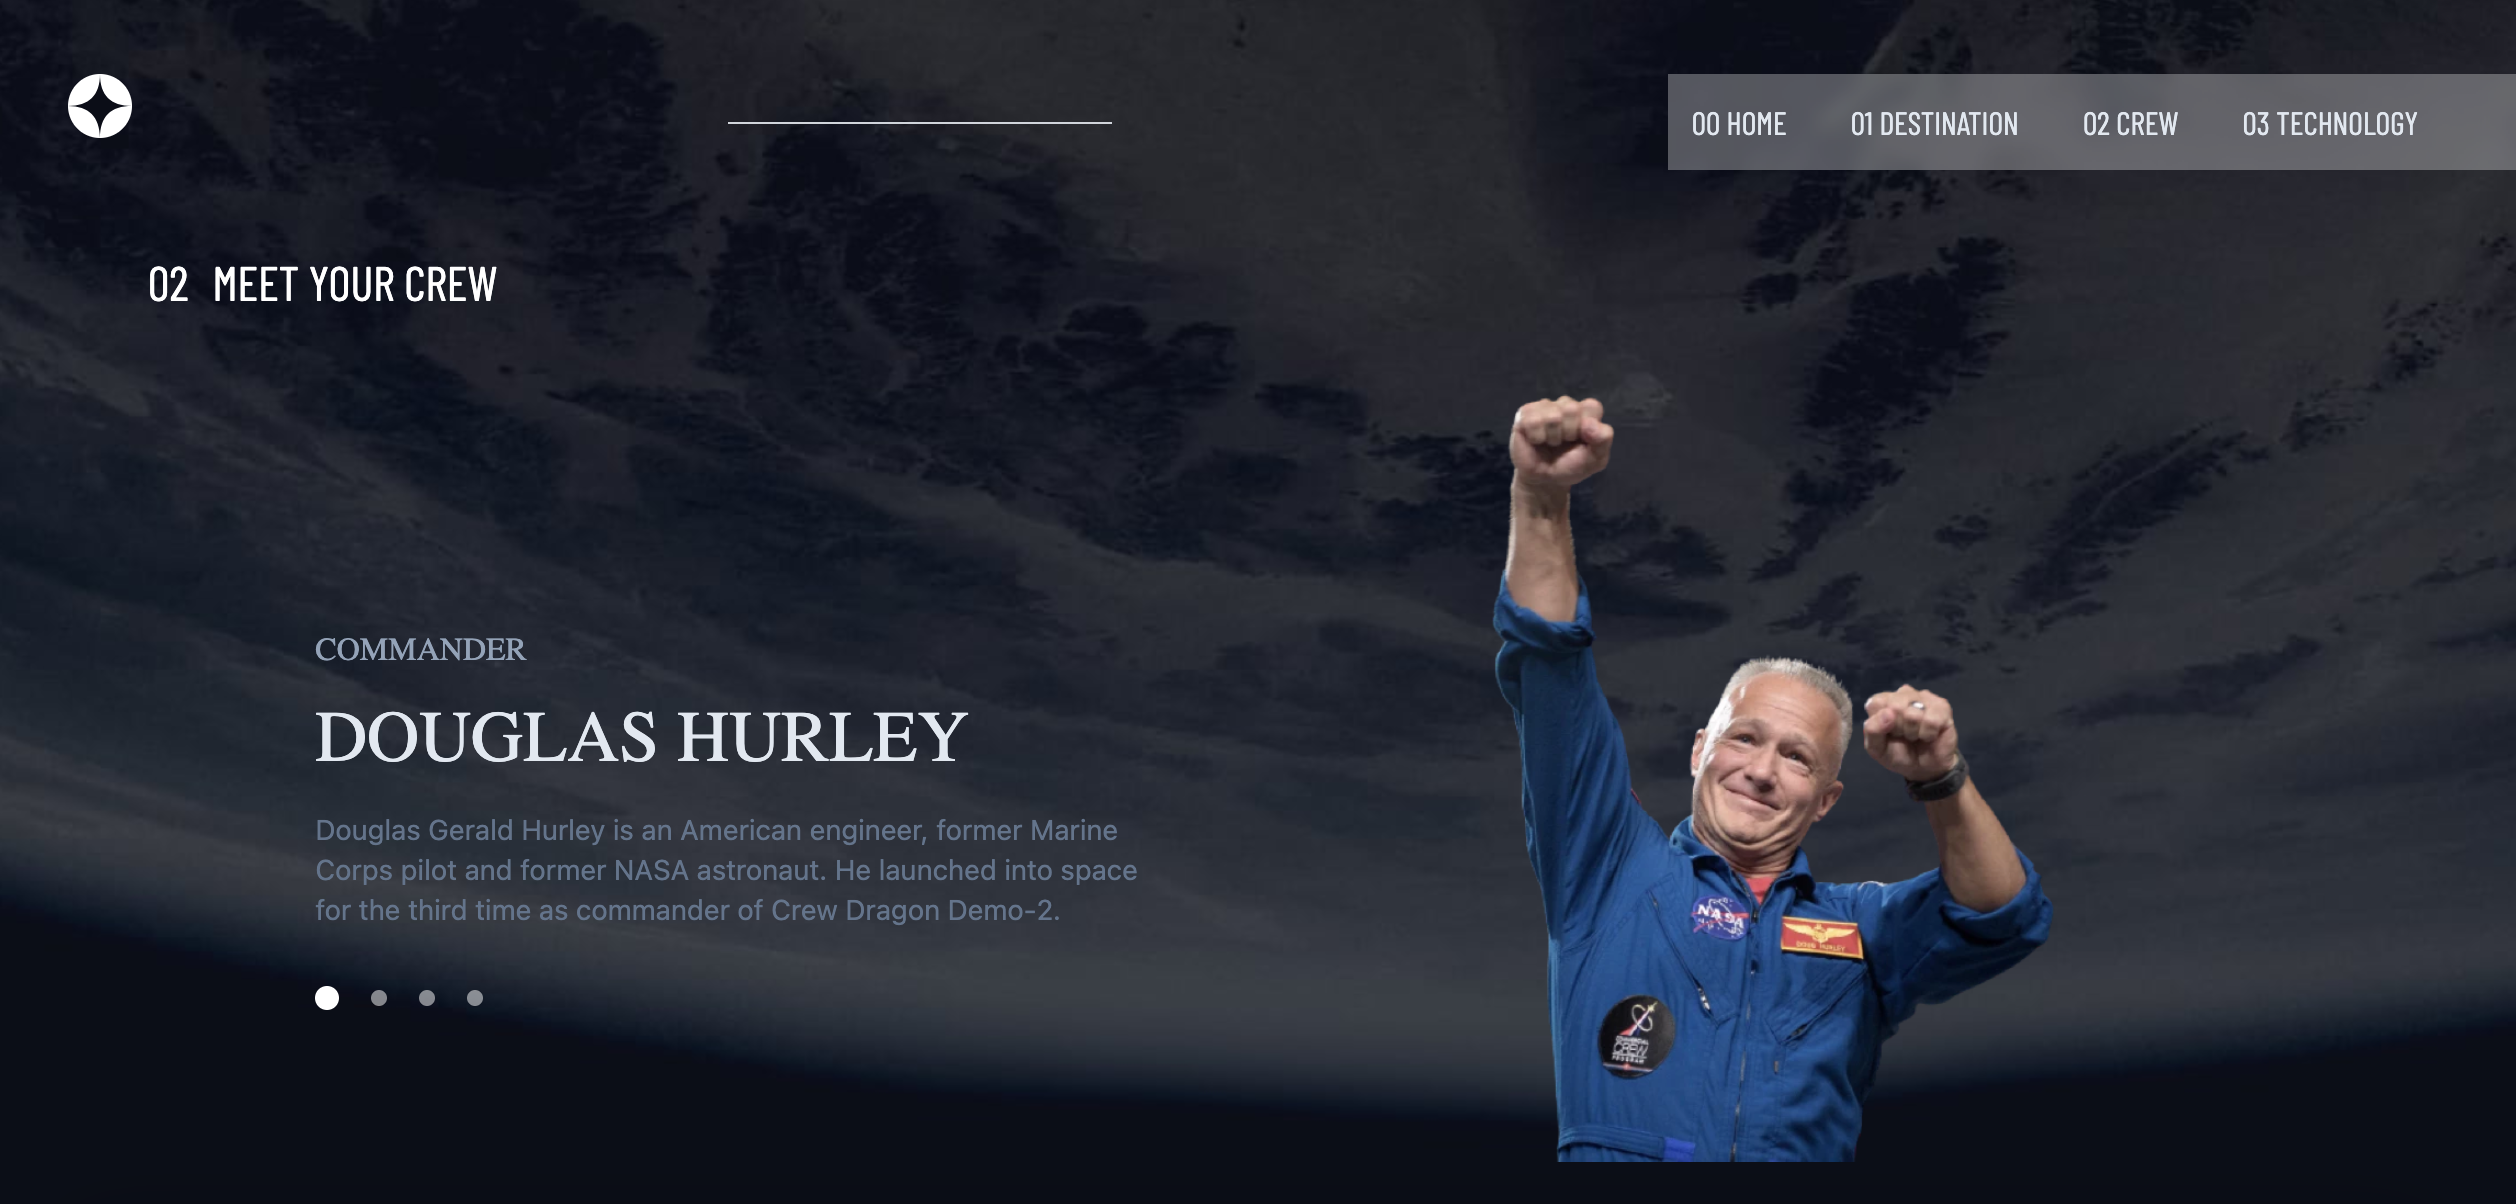 00 HOME 01 DESTINATION 02 CREW 03 TECHNOLOGY
02 MEET YOUR CREW
COMMANDER
DOUGLAS HURLEY
Douglas Gerald Hurley is an American engineer, former Marine
Corps pilot and former NASA astronaut. He launched into space
for the third time as commander of Crew Dragon Demo-2.
NASA
DOUG HURLEY
COMMERCIAL
CREW
PROGRAM